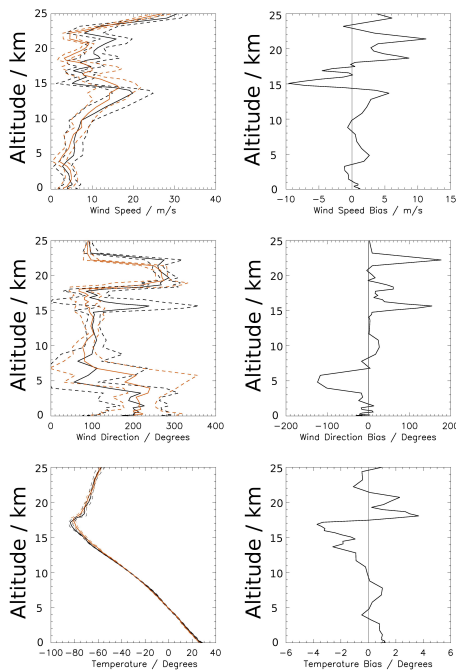 25
20
15
10
5
0
Altitude / km
0 10 20 30 40
Wind Speed / m/s
25
20
15
10
5
0
Altitude / km
−10 −5 0 5 10 15
Wind Speed Bias / m/s
25
20
15
10
5
0
Altitude / km
0 100 200 300 400
Wind Direction / Degrees
25
20
15
10
5
0
Altitude / km
−200 −100 0 100 200
Wind Direction Bias / Degrees
25
20
15
10
5
0
Altitude / km
−100 −80 −60 −40 −20 0 20 40
Temperature / Degrees
25
20
15
10
5
0
Altitude / km
−6 −4 −2 0 2 4 6
Temperature Bias / Degrees